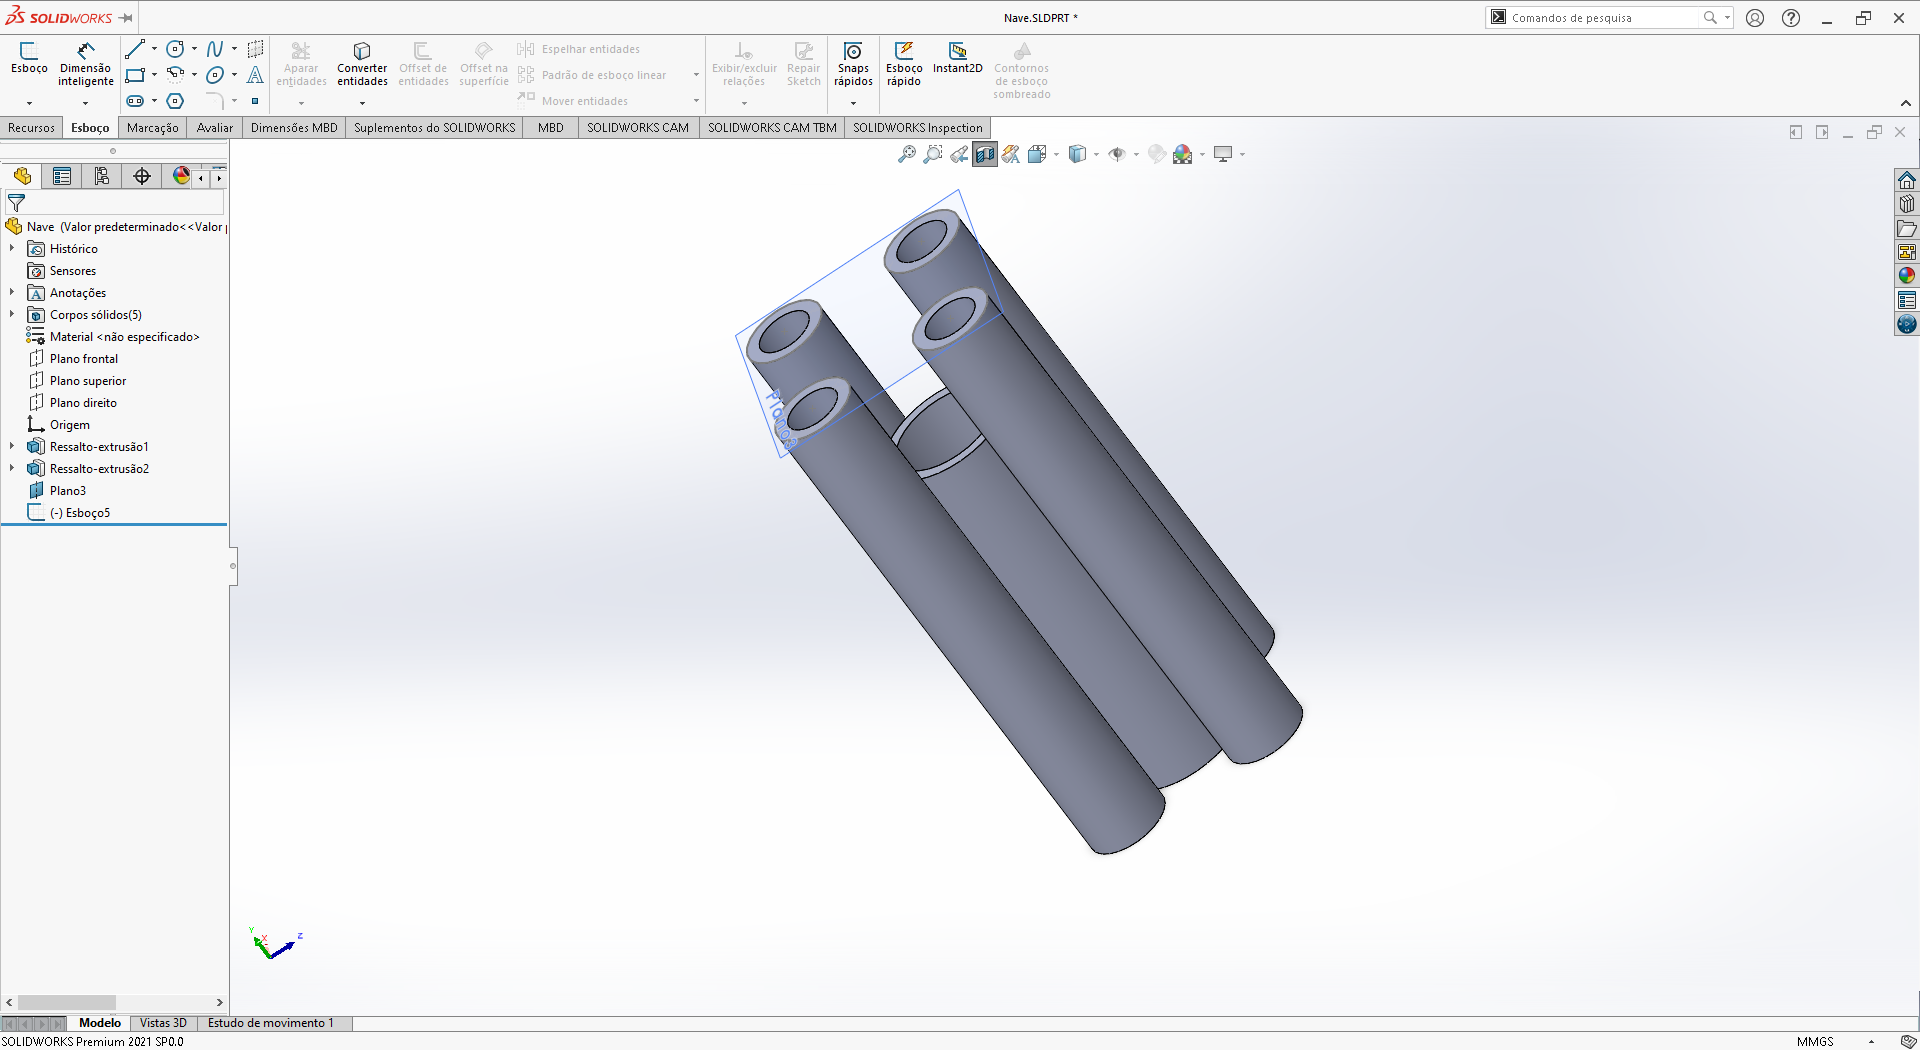 SOLIDWORKS
Nave.SLDPRT *
Comandos de pesquisa
Esboço
Dimensão
inteligente
Aparar
entidades
Converter
entidades
Offset de
entidades
Offset na
superfície
Espelhar entidades
Padrão de esboço linear
Mover entidades
Exibir/excluir
relações
Repair
Sketch
Snaps
rápidos
Esboço
rápido
Instant2D
Contornos
de esboço
sombreado
Recursos
Esboço
Marcação
Avaliar
Dimensões MBD
Suplementos do SOLIDWORKS
MBD
SOLIDWORKS CAM
SOLIDWORKS CAM TBM
SOLIDWORKS Inspection
Nave (Valor predeterminado<<Valor
Histórico
Sensores
Anotações
Corpos sólidos(5)
Material <não especificado>
Plano frontal
Plano superior
Plano direito
Origem
Ressalto-extrusão1
Ressalto-extrusão2
Plano3
(-) Esboço5
Plano3
Y
X
Z
Modelo
Vistas 3D
Estudo de movimento 1
SOLIDWORKS Premium 2021 SP0.0
MMGS